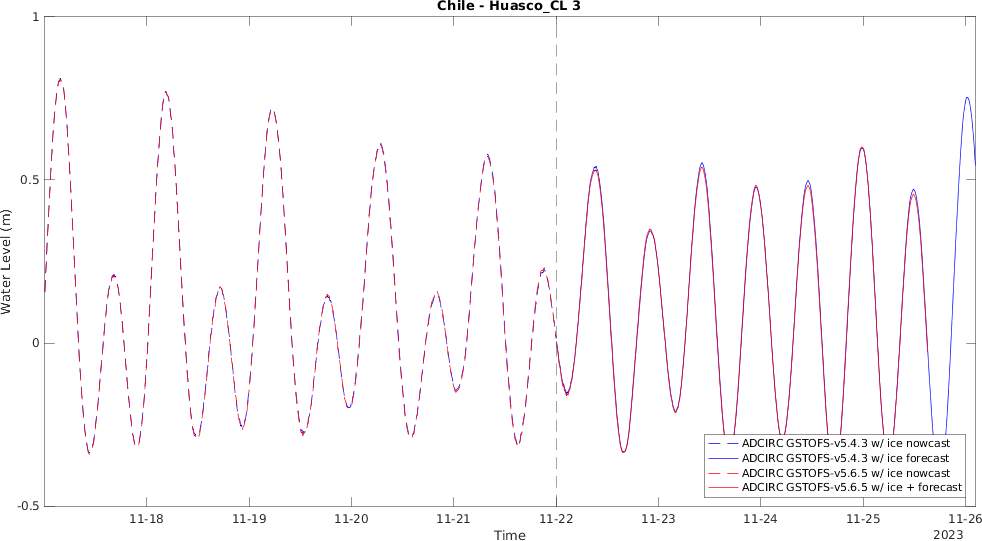 Chile - Huasco_CL 3
1
0.5
0
-0.5
Water Level (m)
11-18
11-19
11-20
11-21
11-22
11-23
11-24
11-25
11-26
2023
Time
ADCIRC GSTOFS-v5.4.3 w/ ice nowcast
ADCIRC GSTOFS-v5.4.3 w/ ice forecast
ADCIRC GSTOFS-v5.6.5 w/ ice nowcast
ADCIRC GSTOFS-v5.6.5 w/ ice + forecast